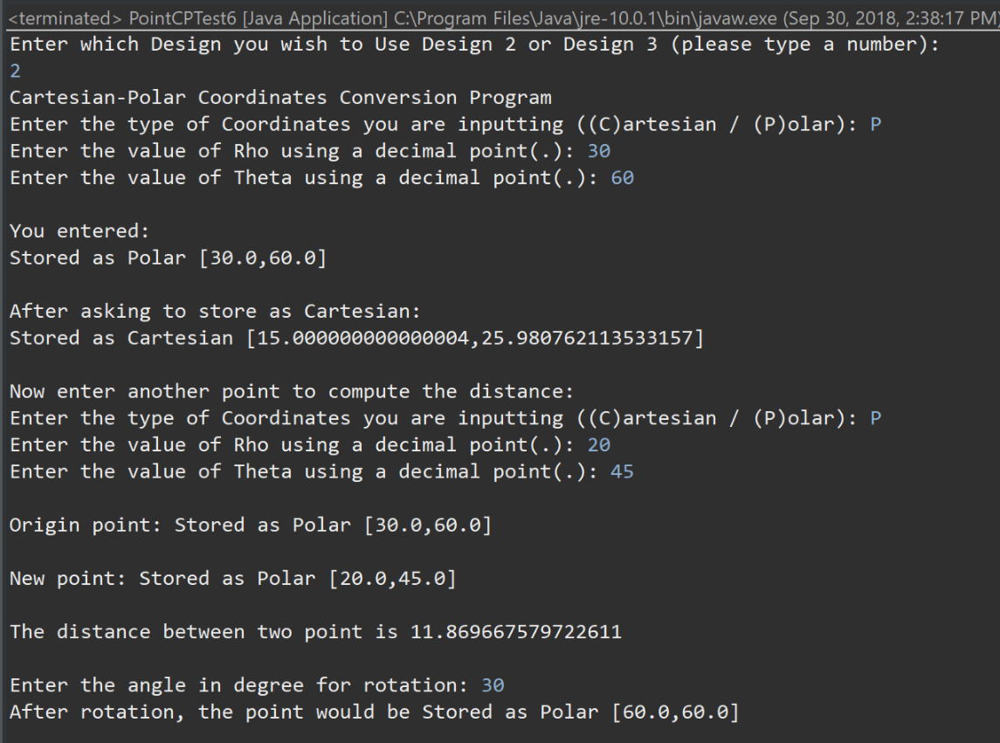 <terminated> PointCPTest6 [Java Application] C:\Program Files\Java\jre-10.0.1\bin\javaw.exe (Sep 30, 2018, 2:38:17 PM)
Enter which Design you wish to Use Design 2 or Design 3 (please type a number):
2
Cartesian-Polar Coordinates Conversion Program
Enter the type of Coordinates you are inputting ((C)artesian / (P)olar): P
Enter the value of Rho using a decimal point(.): 30
Enter the value of Theta using a decimal point(.): 60
You entered:
Stored as Polar [30.0,60.0]
After asking to store as Cartesian:
Stored as Cartesian [15.000000000000004,25.980762113533157]
Now enter another point to compute the distance:
Enter the type of Coordinates you are inputting ((C)artesian / (P)olar): P
Enter the value of Rho using a decimal point(.): 20
Enter the value of Theta using a decimal point(.): 45
Origin point: Stored as Polar [30.0,60.0]
New point: Stored as Polar [20.0,45.0]
The distance between two point is 11.869667579722611
Enter the angle in degree for rotation: 30
After rotation, the point would be Stored as Polar [60.0,60.0]